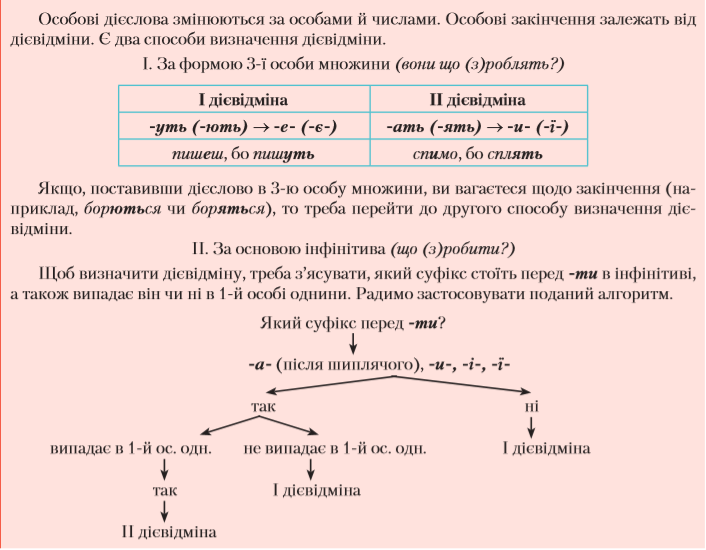 Особові дієслова змінюються за особами й числами. Особові закінчення залежать від
дієвідміни. Є два способи визначення дієвідміни.
І. За формою 3-ї особи множини (вони що (з)роблять?)
І дієвідміна ІІ дієвідміна
-уть (-ють) → -е- (-є-) -ать (-ять) → -и- (-ї-)
пишеш, бо пишуть спимо, бо сплять
Якщо, поставивши дієслово в 3-ю особу множини, ви вагаєтеся щодо закінчення (на-
приклад, борються чи боряться), то треба перейти до другого способу визначення діє-
відміни.
ІІ. За основою інфінітива (що (з)робити?)
Щоб визначити дієвідміну, треба з’ясувати, який суфікс стоїть перед -ти в інфінітиві,
а також випадає він чи ні в 1-й особі однини. Радимо застосовувати поданий алгоритм.
Який суфікс перед -ти?
-а- (після шиплячого), -и-, -і-, -ї-
так ні
випадає в 1-й ос. одн. не випадає в 1-й ос. одн. І дієвідміна
так І дієвідміна
ІІ дієвідміна